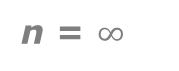 n = ∞